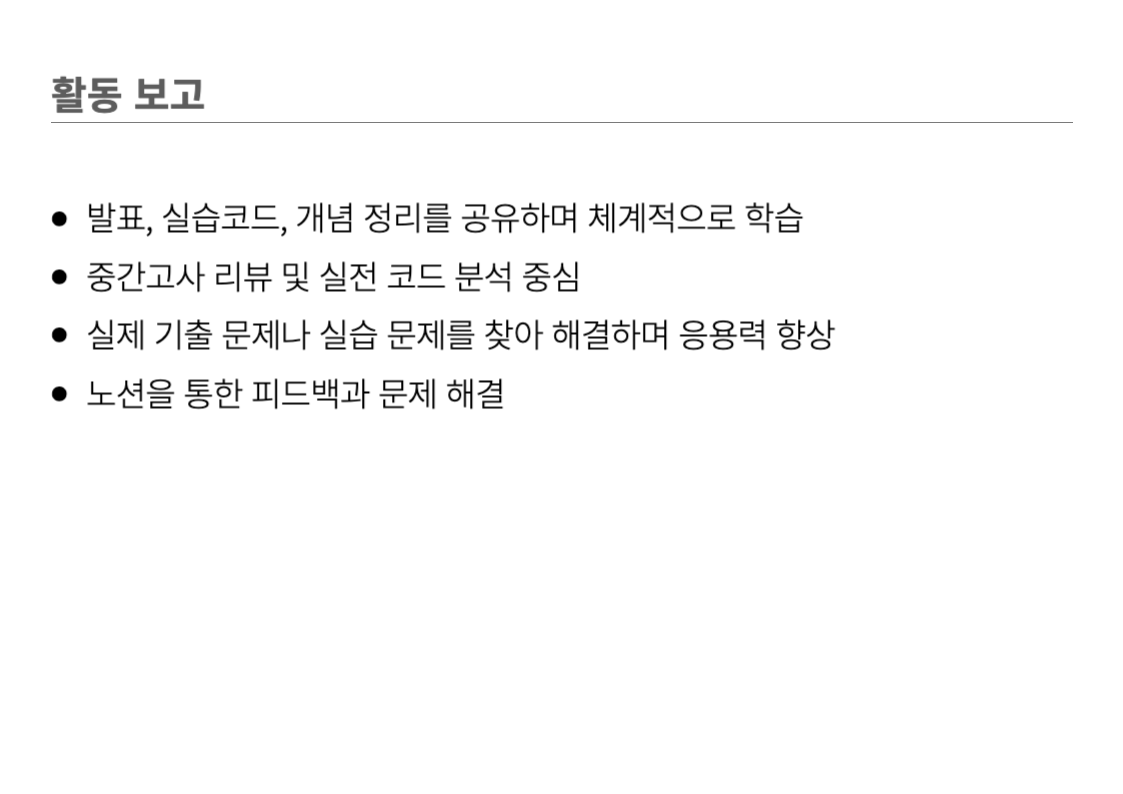 활동 보고
● 발표, 실습코드, 개념 정리를 공유하며 체계적으로 학습
● 중간고사 리뷰 및 실전 코드 분석 중심
● 실제 기출 문제나 실습 문제를 찾아 해결하며 응용력 향상
● 노션을 통한 피드백과 문제 해결